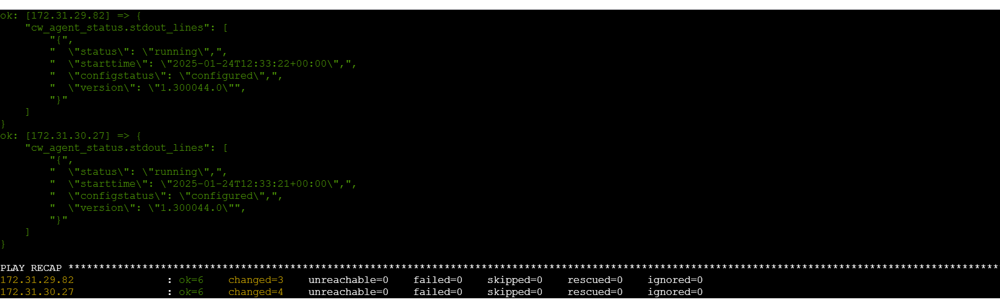 ok: [172.31.29.82] => {
    "cw_agent_status.stdout_lines": [
        "{",
        "  \"status\": \"running\",",
        "  \"starttime\": \"2025-01-24T12:33:22+00:00\",",
        "  \"configstatus\": \"configured\",",
        "  \"version\": \"1.300044.0\"",
        "}"
    ]
}
ok: [172.31.30.27] => {
    "cw_agent_status.stdout_lines": [
        "{",
        "  \"status\": \"running\",",
        "  \"starttime\": \"2025-01-24T12:33:21+00:00\",",
        "  \"configstatus\": \"configured\",",
        "  \"version\": \"1.300044.0\"",
        "}"
    ]
}
PLAY RECAP *****************************************************************************************************************************************************
172.31.29.82               : ok=6    changed=3    unreachable=0    failed=0    skipped=0    rescued=0    ignored=0
172.31.30.27               : ok=6    changed=4    unreachable=0    failed=0    skipped=0    rescued=0    ignored=0